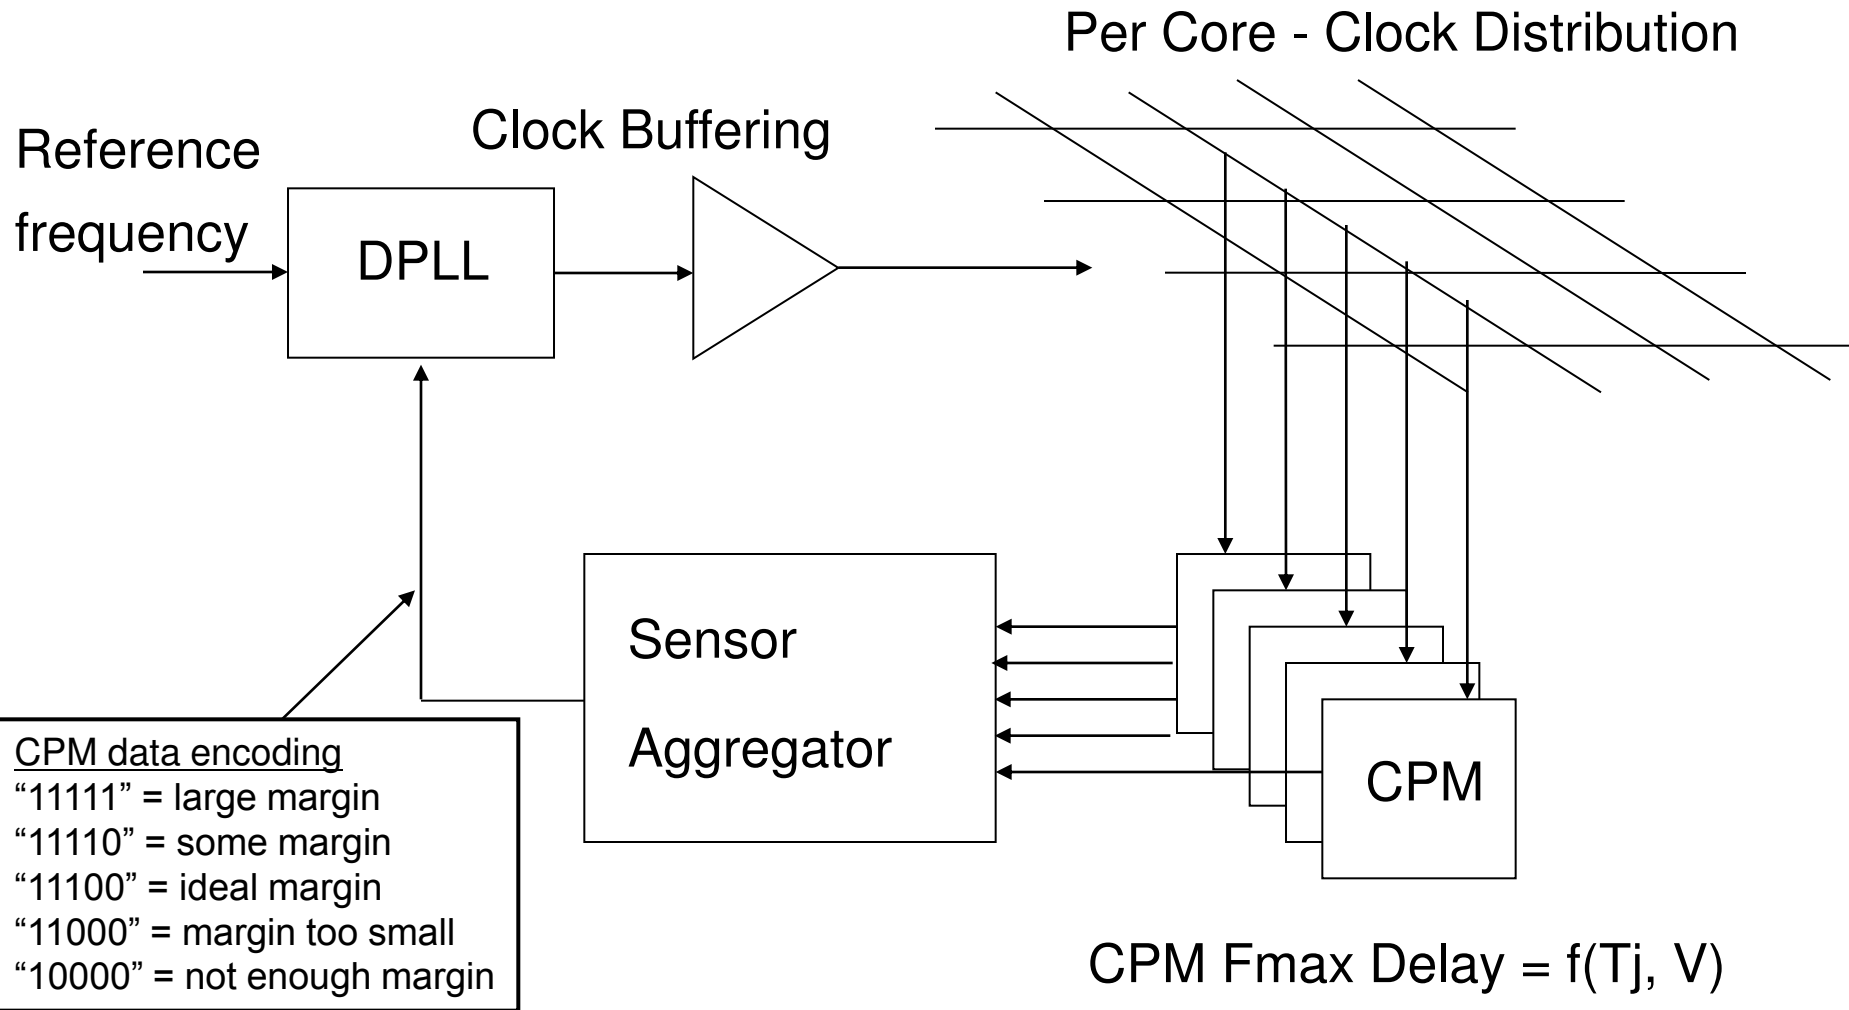 Per Core - Clock Distribution
Clock Buffering
Reference
frequency
DPLL
Sensor
Aggregator
CPM
CPM data encoding
“11111” = large margin
“11110” = some margin
“11100” = ideal margin
“11000” = margin too small
“10000” = not enough margin
CPM Fmax Delay = f(Tj, V)